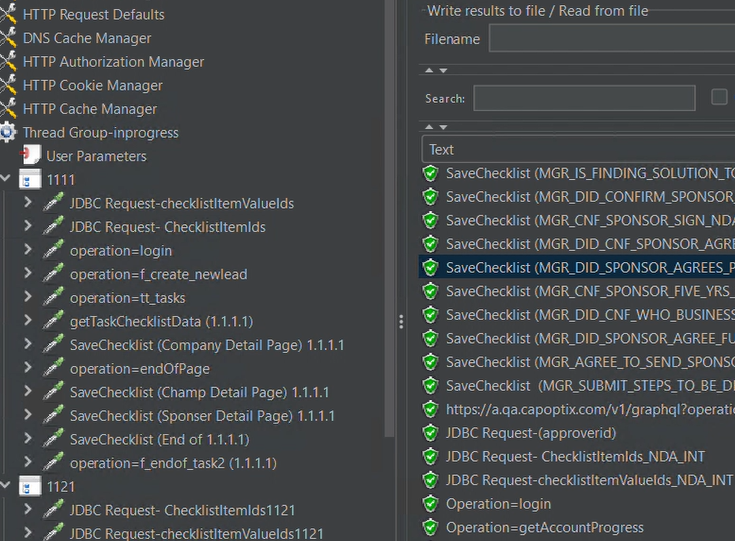 HTTP Request Defaults
DNS Cache Manager
HTTP Authorization Manager
HTTP Cookie Manager
HTTP Cache Manager
Thread Group-inprogress
User Parameters
1111
JDBC Request-checklistItemValueIds
JDBC Request- ChecklistItemIds
operation=login
operation=f_create_newlead
operation=tt_tasks
getTaskChecklistData (1.1.1.1)
SaveChecklist (Company Detail Page) 1.1.1.1
operation=endOfPage
SaveChecklist (Champ Detail Page) 1.1.1.1
SaveChecklist (Sponser Detail Page) 1.1.1.1
SaveChecklist (End of 1.1.1.1)
operation=f_endof_task2 (1.1.1.1)
1121
JDBC Request- ChecklistItemIds1121
JDBC Request-checklistItemValueIds1121
Write results to file / Read from file
Filename
Search:
Text
SaveChecklist (MGR_IS_FINDING_SOLUTION_TO
SaveChecklist (MGR_DID_CONFIRM_SPONSOR_
SaveChecklist (MGR_CNF_SPONSOR_SIGN_NDA
SaveChecklist (MGR_DID_CNF_SPONSOR_AGRE
SaveChecklist (MGR_DID_SPONSOR_AGREES_P
SaveChecklist (MGR_CNF_SPONSOR_FIVE_YRS_
SaveChecklist (MGR_DID_CNF_WHO_BUSINESS
SaveChecklist (MGR_DID_SPONSOR_AGREE_FU
SaveChecklist (MGR_AGREE_TO_SEND_SPONSO
SaveChecklist (MGR_SUBMIT_STEPS_TO_BE_DI
https://a.qa.capoptix.com/v1/graphql?operatio
JDBC Request-(approverid)
JDBC Request- ChecklistItemIds_NDA_INT
JDBC Request-checklistItemValueIds_NDA_INT
Operation=login
Operation=getAccountProgress